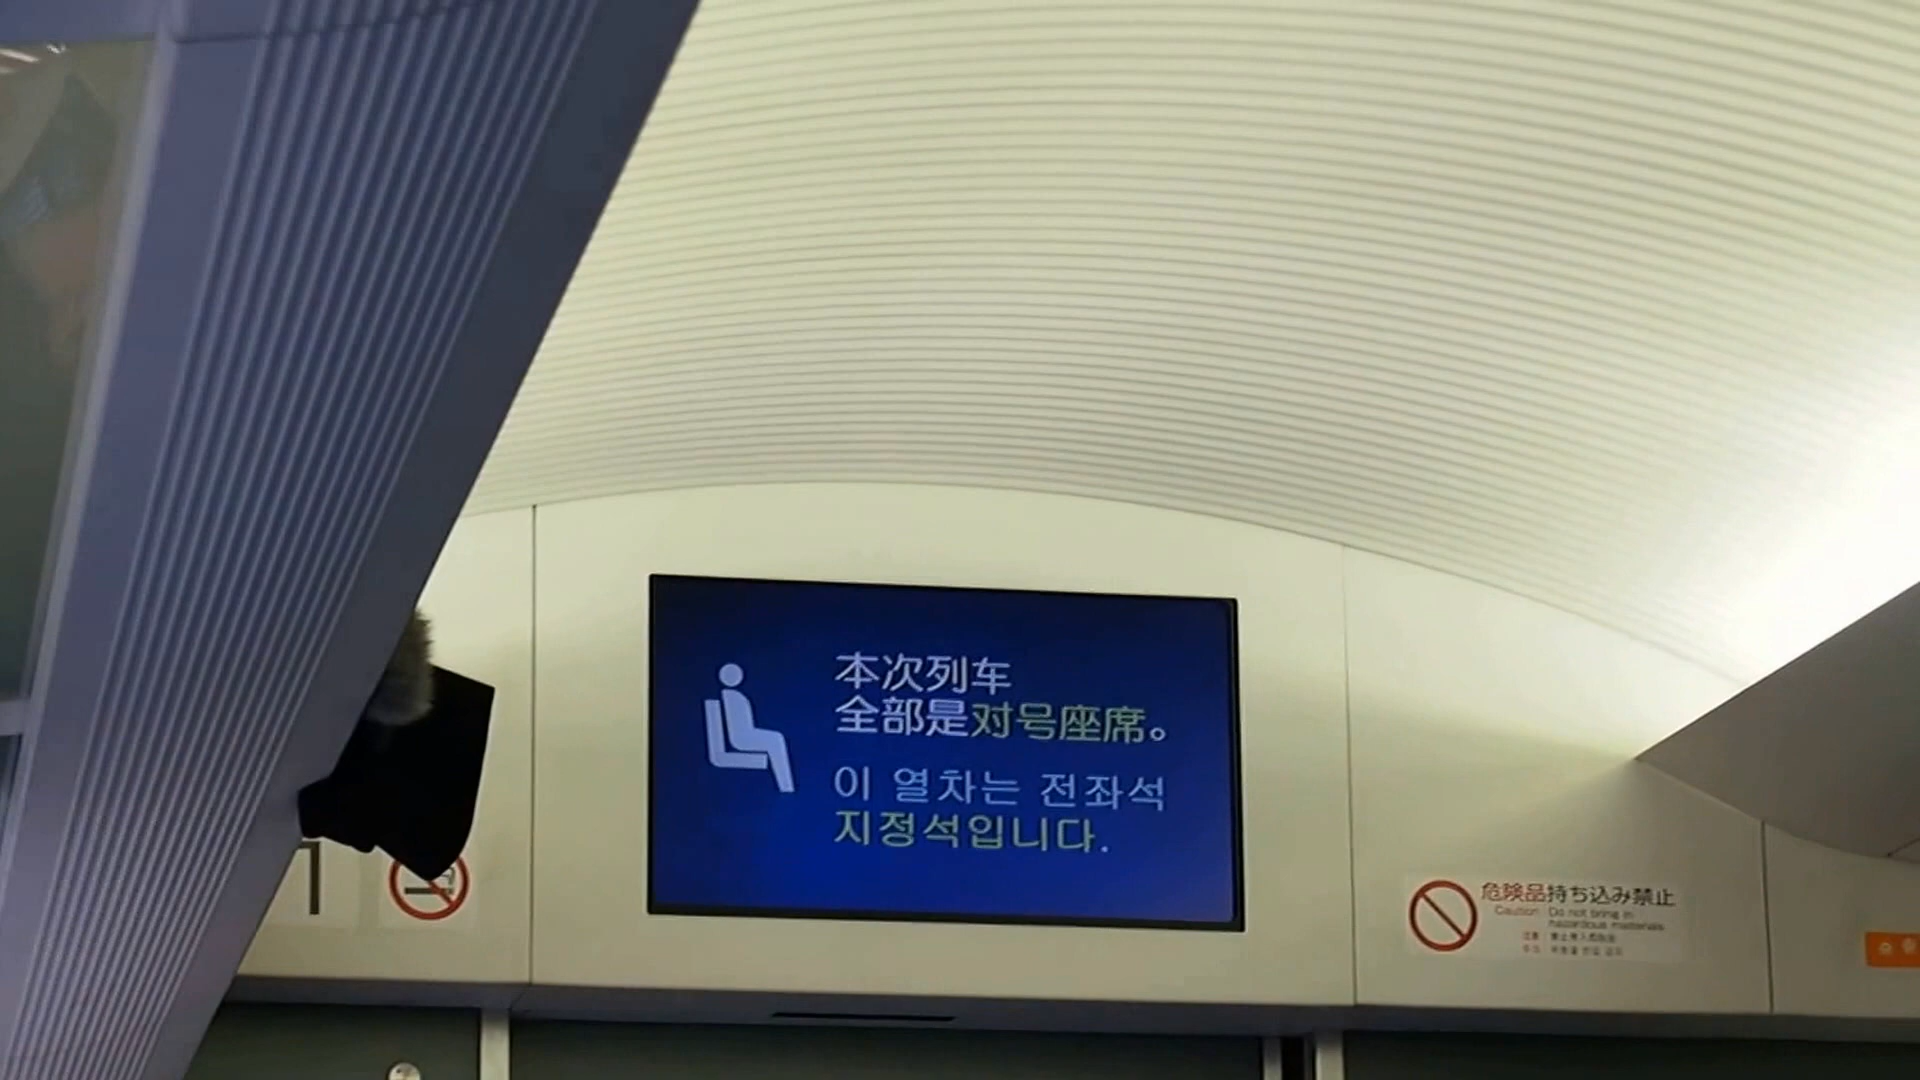 本次列车
全部是对号座席。
이 열차는 전좌석
지정석입니다.
1
危険品持ち込み禁止
Caution Do not bring in
hazardous materials